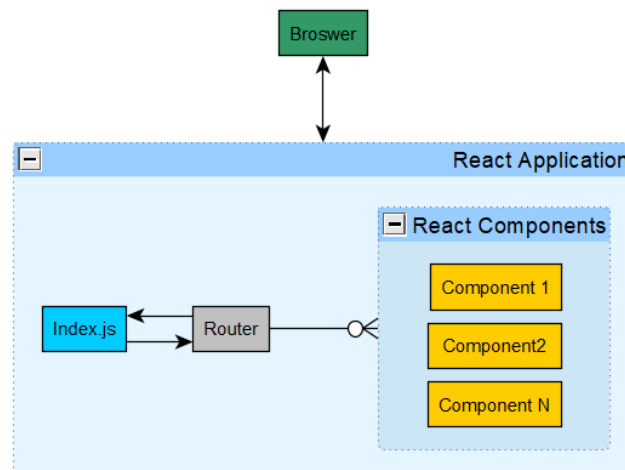 Broswer
React Application
React Components
Component 1
Index.js
Router
Component2
Component N